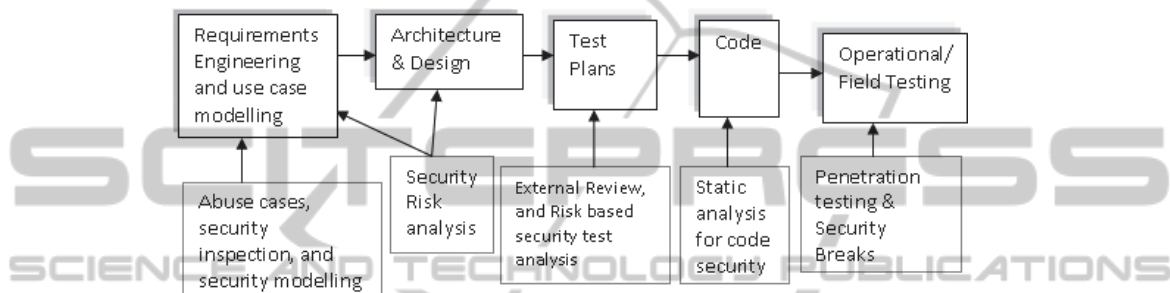 Requirements
Engineering
and use case
modelling
Architecture
& Design
Test
Plans
Code
Operational/
Field Testing
Abuse cases,
security
inspection, and
security modelling
Security
Risk
analysis
External Review,
and Risk based
security test
analysis
Static
analysis
for code
security
Penetration
testing &
Security
Breaks
SCITEPRESS
SCIENCE AND TECHNOLOGY PUBLICATIONS